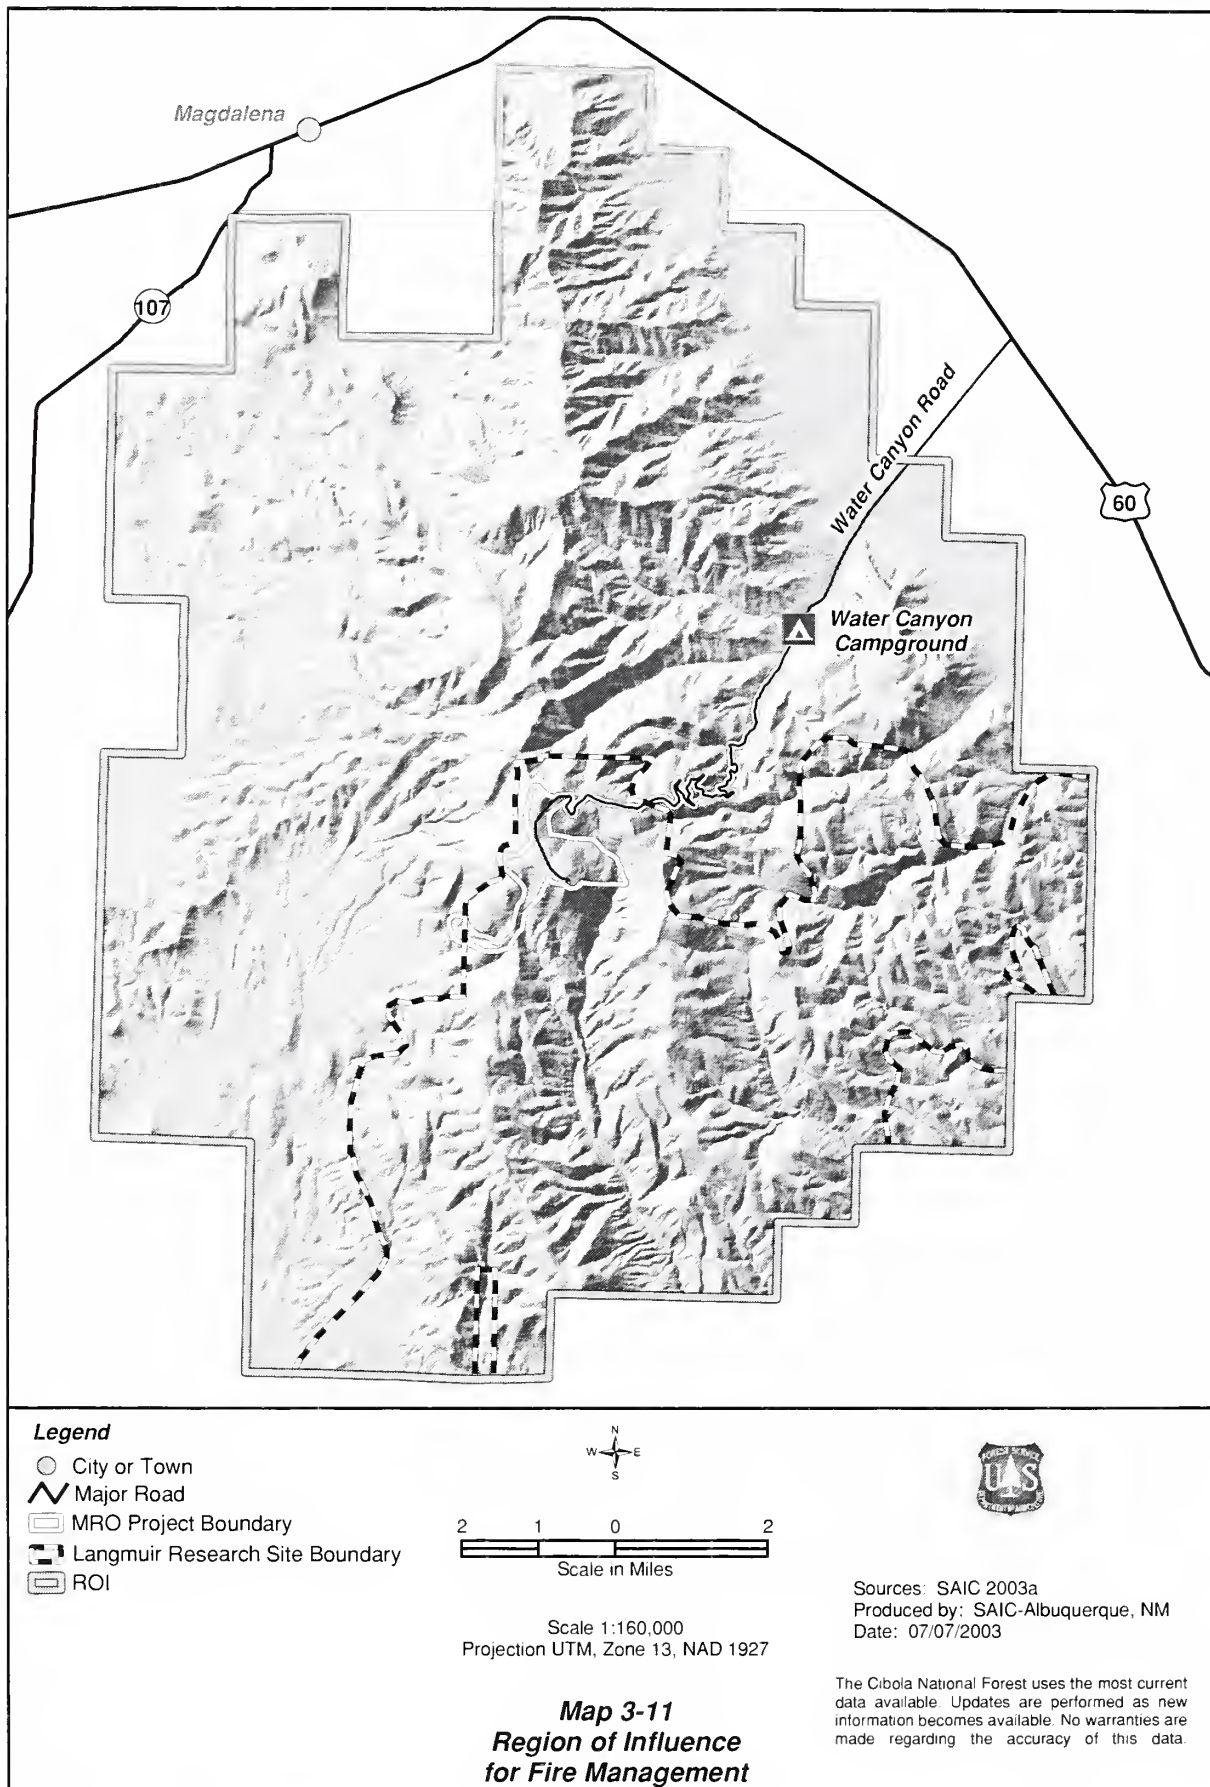 Magdalena
107
Water Canyon Road
60
Water Canyon
Campground
Legend
City or Town
Major Road
MRO Project Boundary
Langmuir Research Site Boundary
ROI
N
W E
S
2 1 0 2
Scale in Miles
Scale 1:160,000
Projection UTM, Zone 13, NAD 1927
Map 3-11
Region of Influence
for Fire Management
FOREST SERVICE
U S
Sources: SAIC 2003a
Produced by: SAIC-Albuquerque, NM
Date: 07/07/2003
The Cibola National Forest uses the most current
data available. Updates are performed as new
information becomes available. No warranties are
made regarding the accuracy of this data.